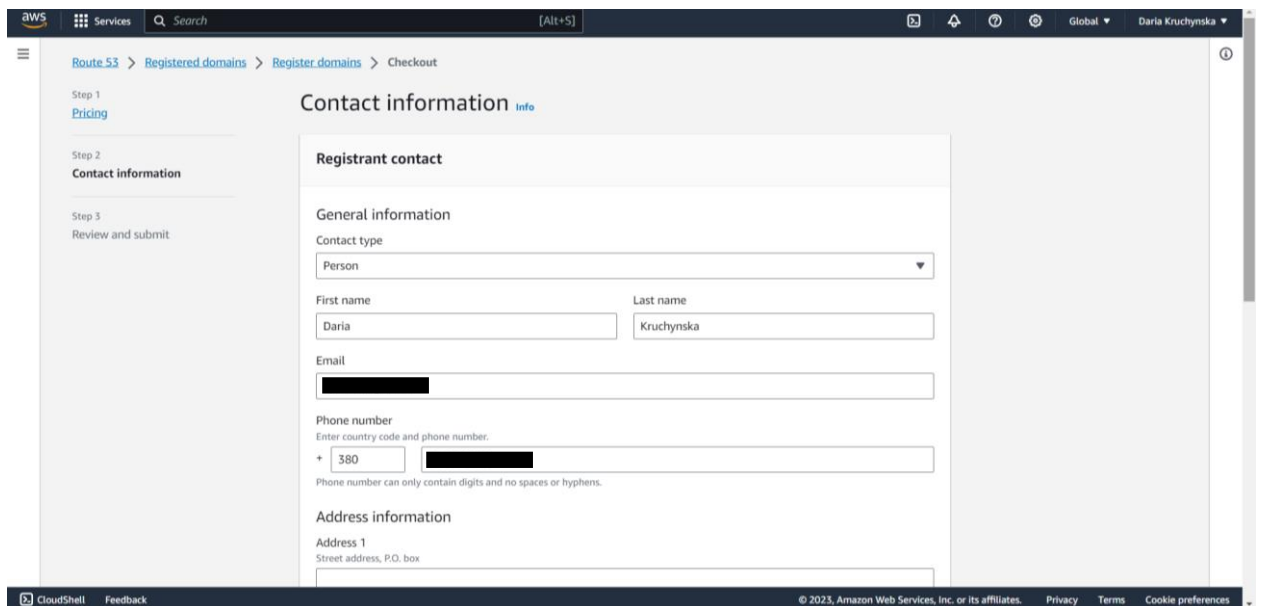 aws Services Search [Alt+S] Global Daria Kruchynska
Route 53 > Registered domains > Register domains > Checkout
Step 1
Pricing
Step 2
Contact information
Step 3
Review and submit
Contact information Info
Registrant contact
General information
Contact type
Person
First name Last name
Daria Kruchynska
Email
Phone number
Enter country code and phone number.
+ 380
Phone number can only contain digits and no spaces or hyphens.
Address information
Address 1
Street address, P.O. box
CloudShell Feedback © 2023, Amazon Web Services, Inc. or its affiliates. Privacy Terms Cookie preferences